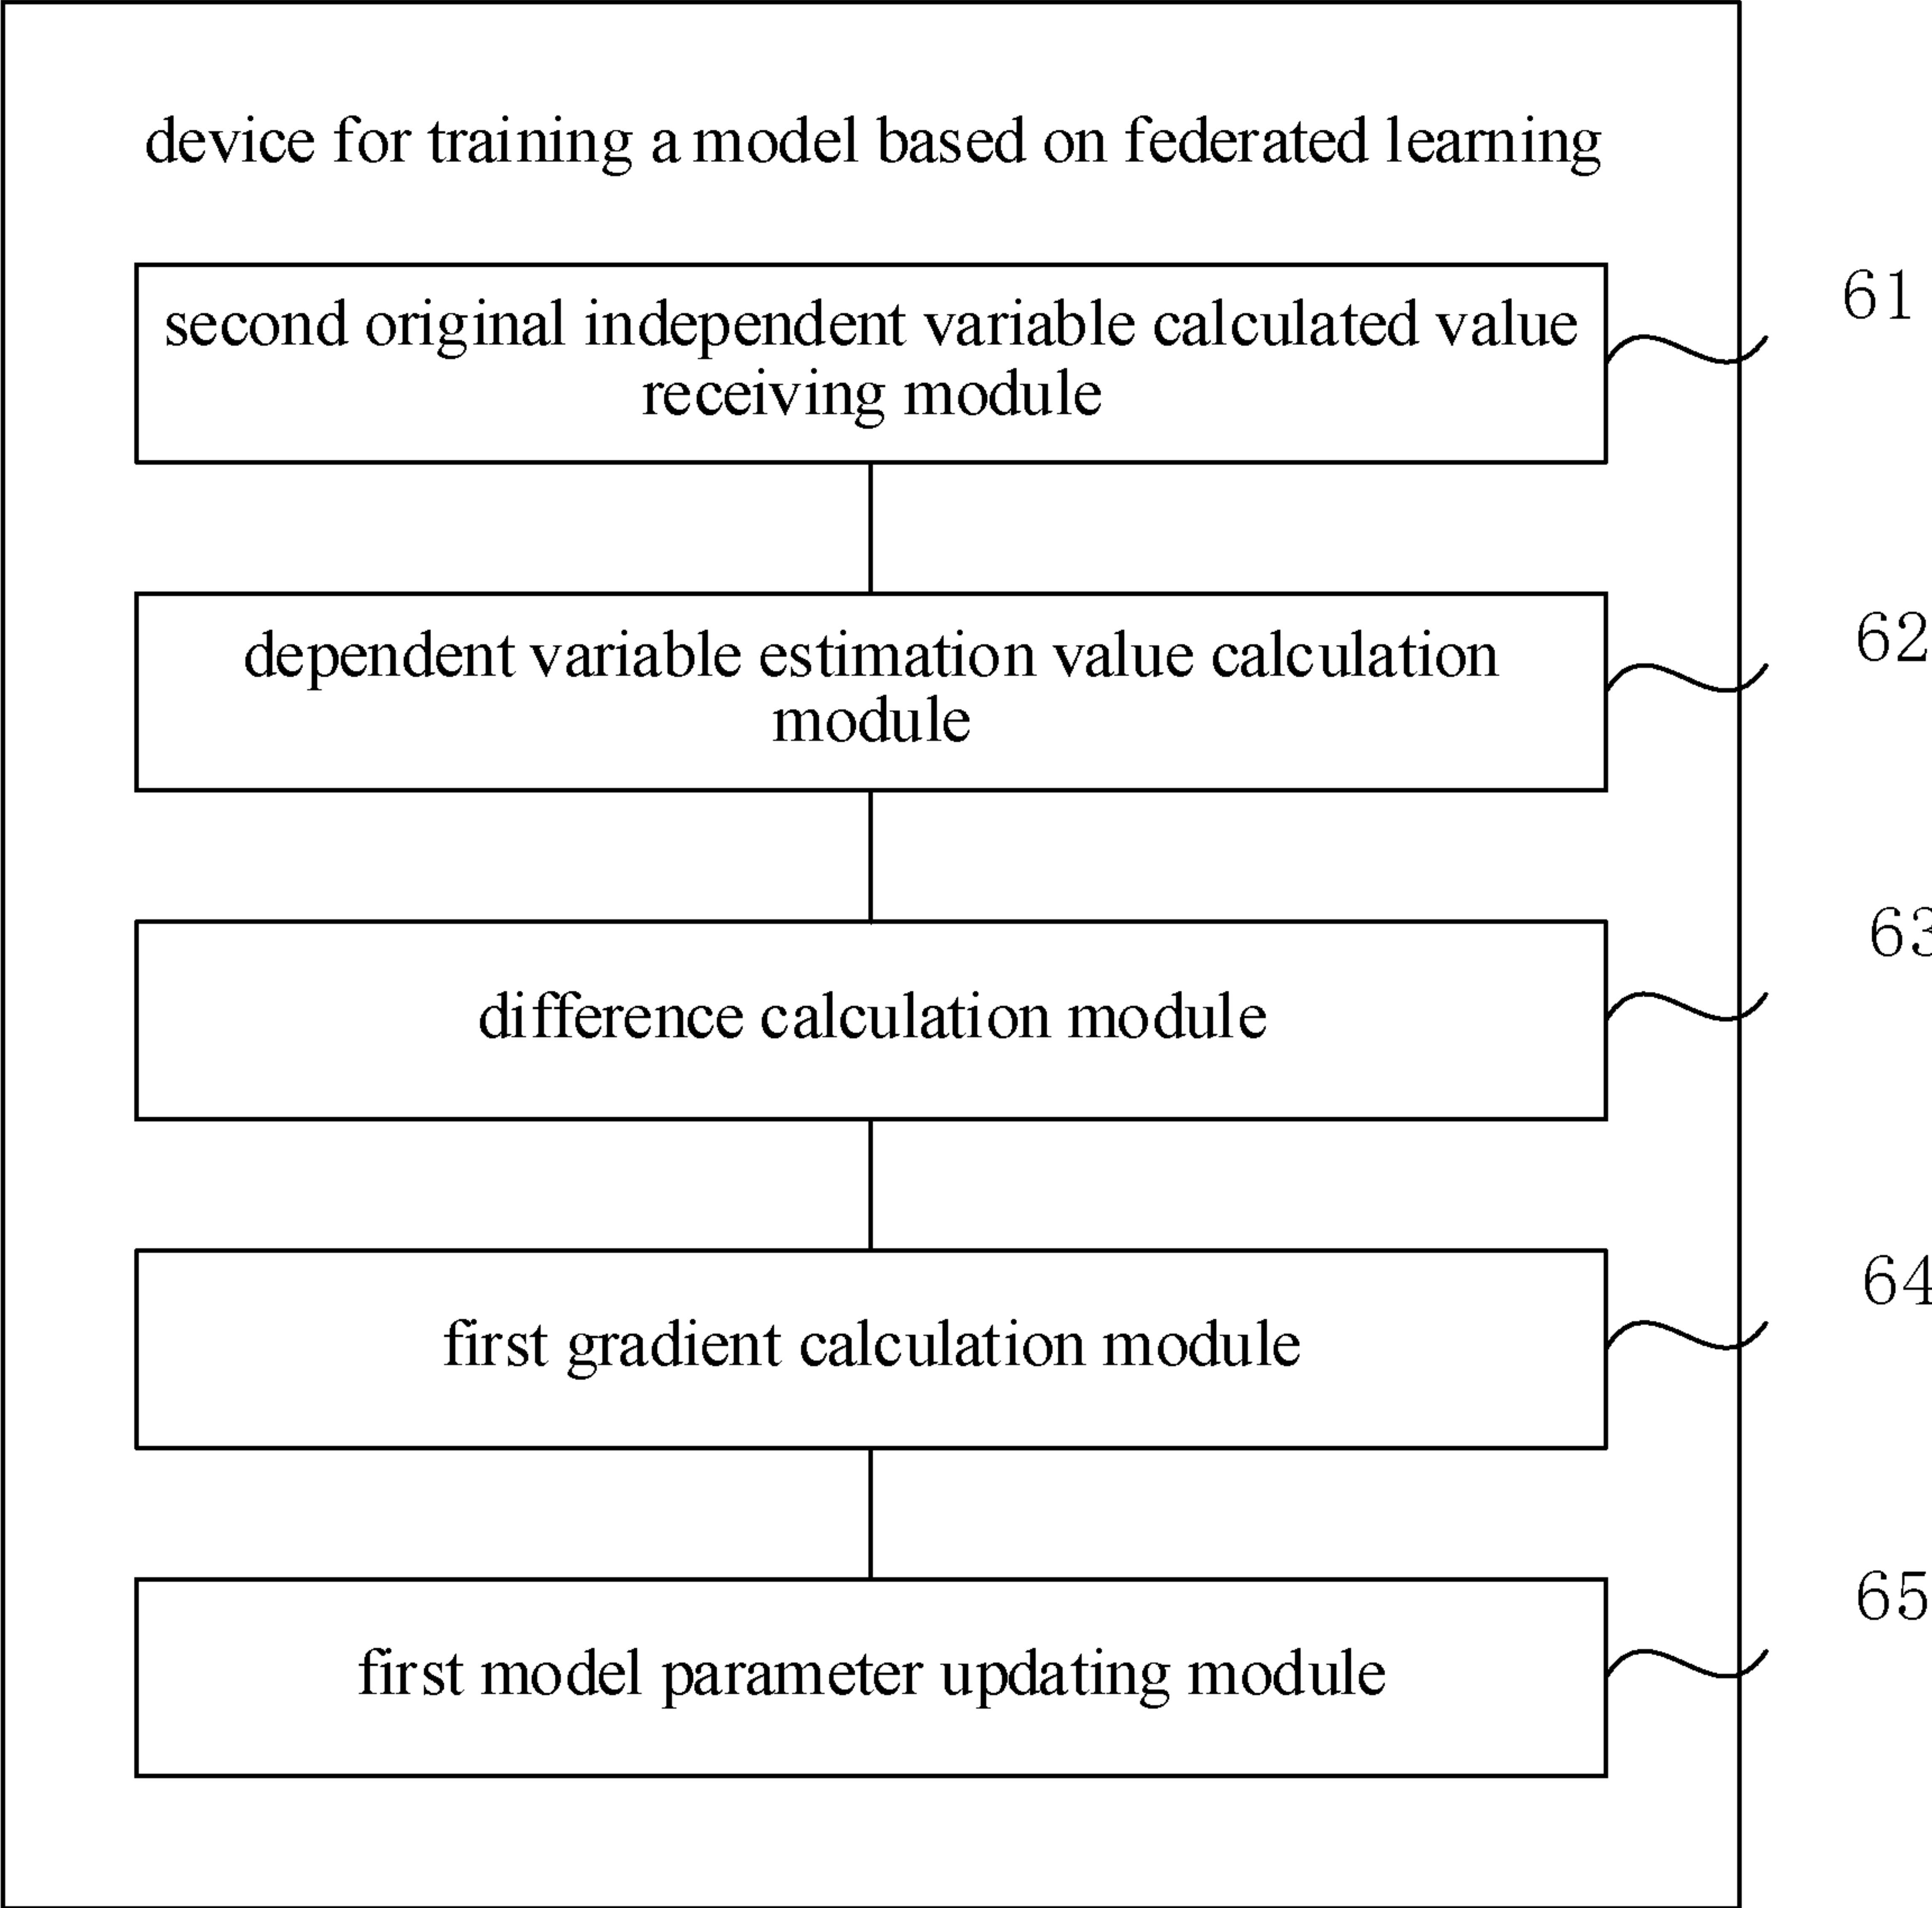 device for training a model based on federated learning
second original independent variable calculated value
receiving module
61
dependent variable estimation value calculation
module
62
difference calculation module
63
first gradient calculation module
64
first model parameter updating module
65